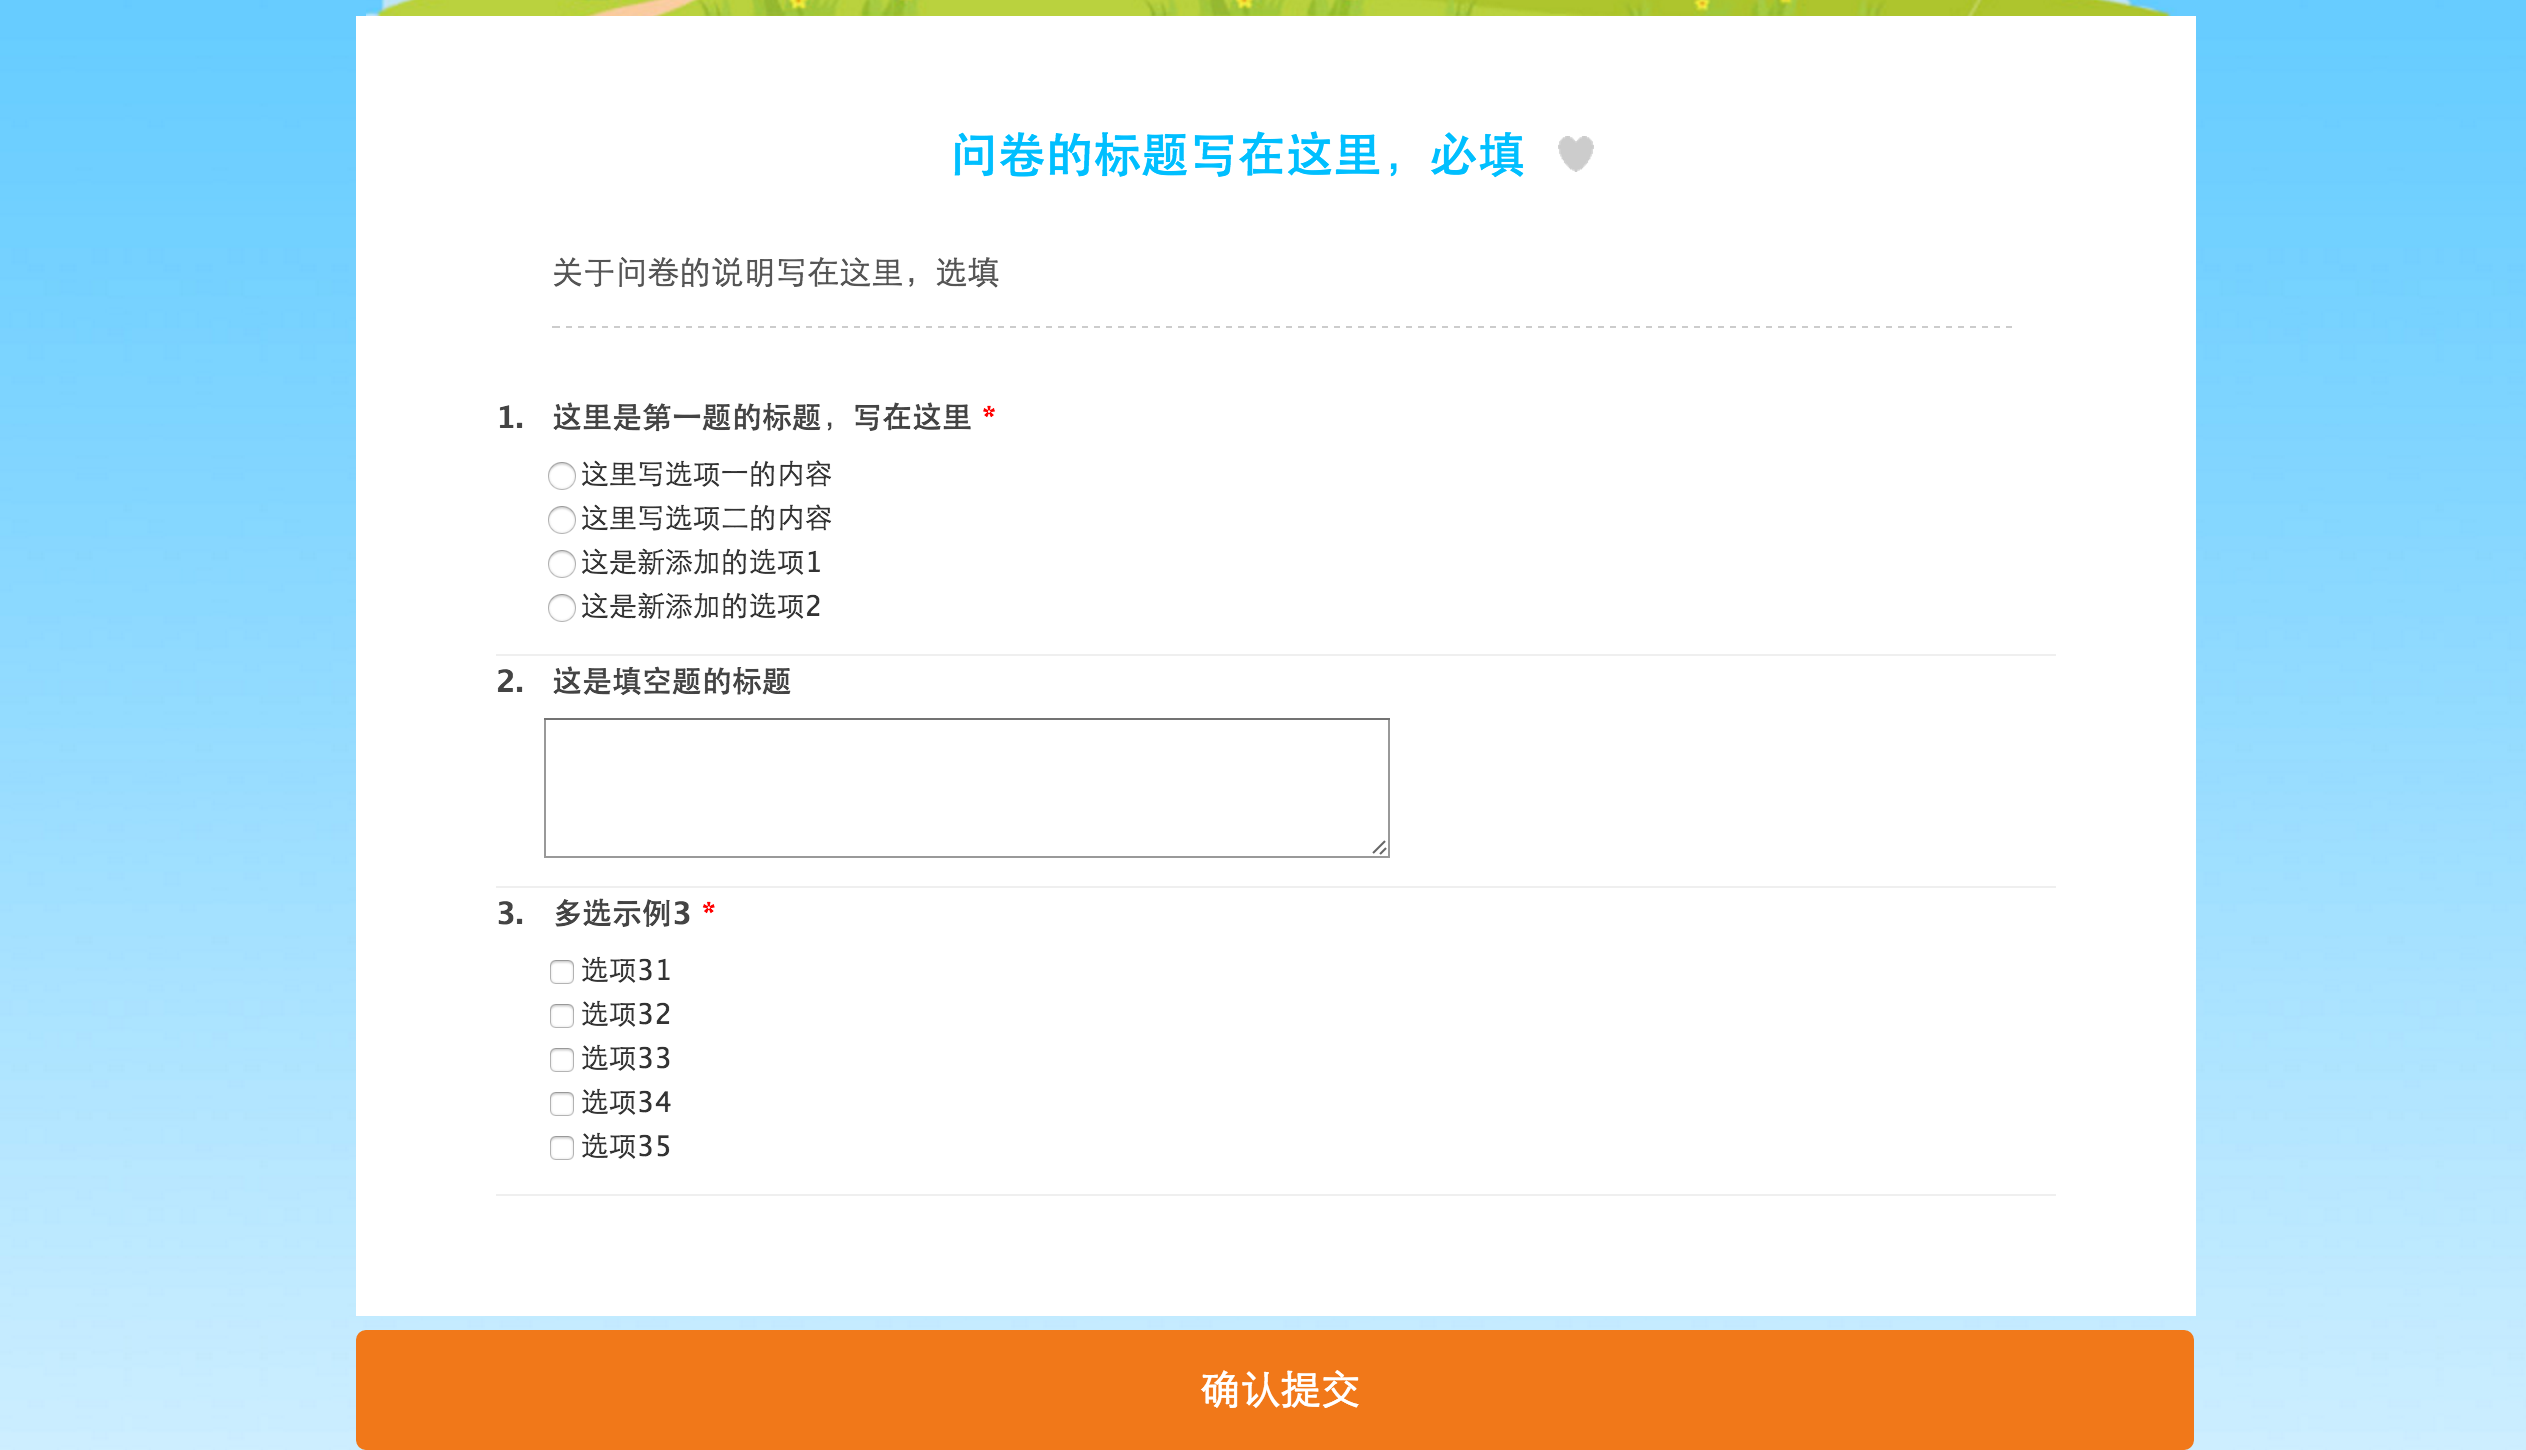 问卷的标题写在这里，必填
关于问卷的说明写在这里，选填
1. 这里是第一题的标题，写在这里 *
这里写选项一的内容
这里写选项二的内容
这是新添加的选项1
这是新添加的选项2
2. 这是填空题的标题
3. 多选示例3 *
选项31
选项32
选项33
选项34
选项35
确认提交